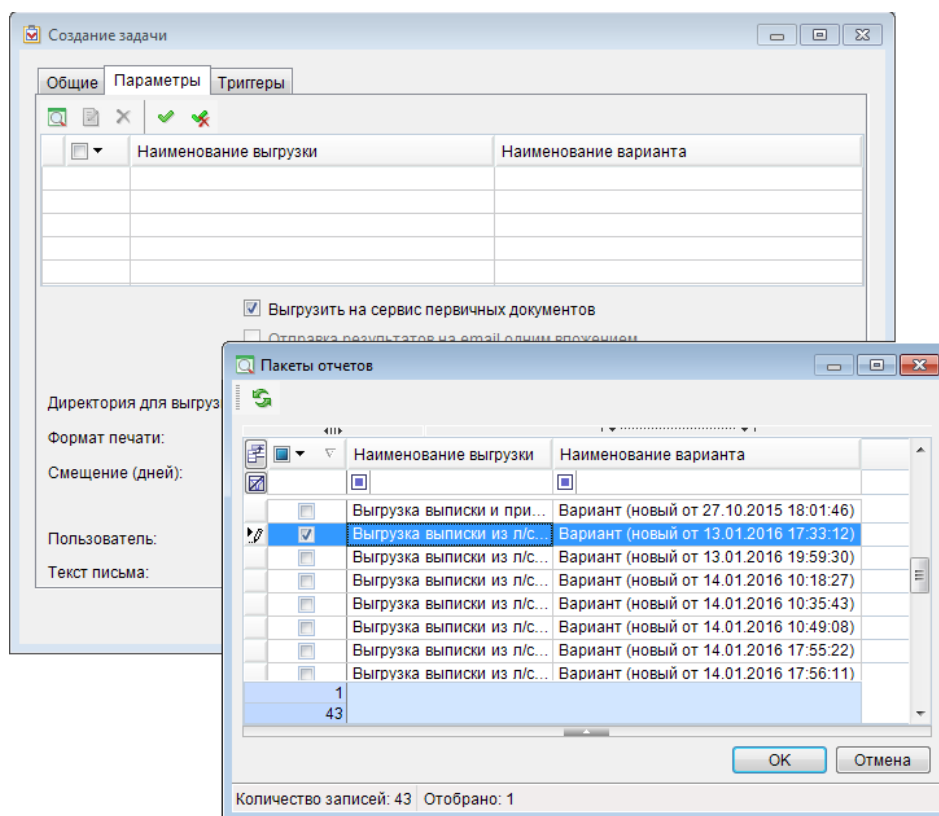 Создание задачи
Общие Параметры Триггеры
Наименование выгрузки Наименование варианта
Выгрузить на сервис первичных документов
Отправка результатов на email одним вложением
Директория для выгруз
Формат печати:
Смещение (дней):
Пользователь:
Текст письма:
Пакеты отчетов
Наименование выгрузки Наименование варианта
Выгрузка выписки и при... Вариант (новый от 27.10.2015 18:01:46)
Выгрузка выписки из л/с... Вариант (новый от 13.01.2016 17:33:12)
Выгрузка выписки из л/с... Вариант (новый от 13.01.2016 19:59:30)
Выгрузка выписки из л/с... Вариант (новый от 14.01.2016 10:18:27)
Выгрузка выписки из л/с... Вариант (новый от 14.01.2016 10:35:43)
Выгрузка выписки из л/с... Вариант (новый от 14.01.2016 10:49:08)
Выгрузка выписки из л/с... Вариант (новый от 14.01.2016 17:55:22)
Выгрузка выписки из л/с... Вариант (новый от 14.01.2016 17:56:11)
1
43
OK Отмена
Количество записей: 43 Отобрано: 1